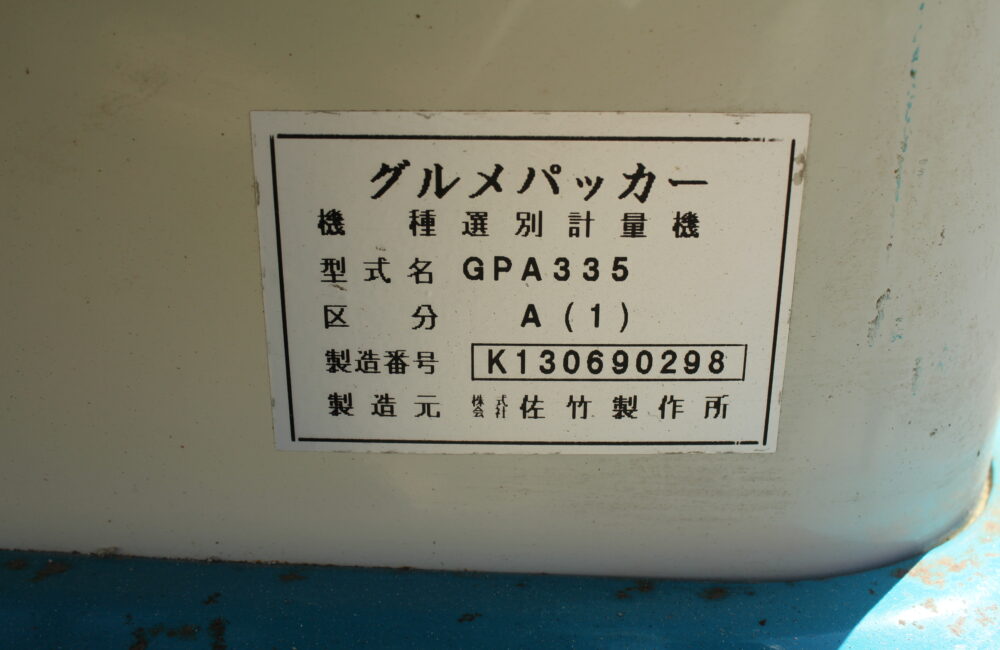 グルメパッカー
機種 選別計量機
型式名 GPA335
区分 A(1)
製造番号 K130690298
製造元 株式会社 佐竹製作所